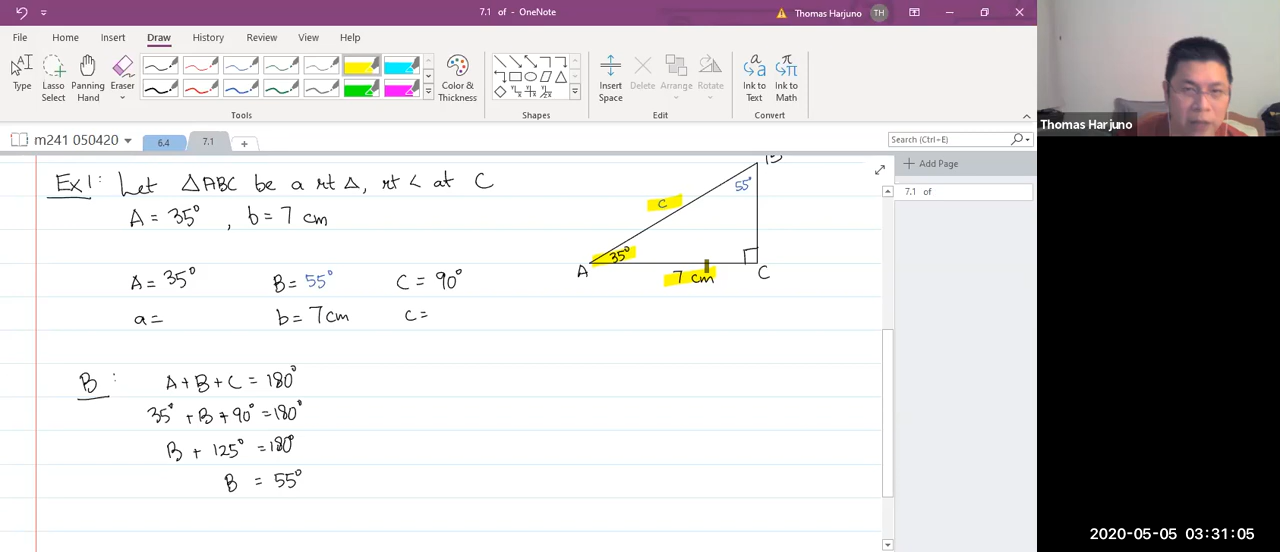 7.1 of - OneNote
Thomas Harjuno TH
File Home Insert Draw History Review View Help
Type
Lasso Select
Panning Hand
Eraser
Color & Thickness
Insert Space
Delete
Arrange
Rotate
Ink to Text
Ink to Math
Tools
Shapes
Edit
Convert
m241 050420 6.4 7.1
Search (Ctrl+E)
Add Page
7.1 of
Ex1: Let △ABC be a rt △, rt < at C
A = 35°, b = 7 cm
A = 35° B = 55° C = 90°
a = b = 7cm c =
B: A + B + C = 180°
35° + B + 90° = 180°
B + 125° = 180°
B = 55°
B
55°
c
35°
A
7 cm
C
Thomas Harjuno
2020-05-05 03:31:05